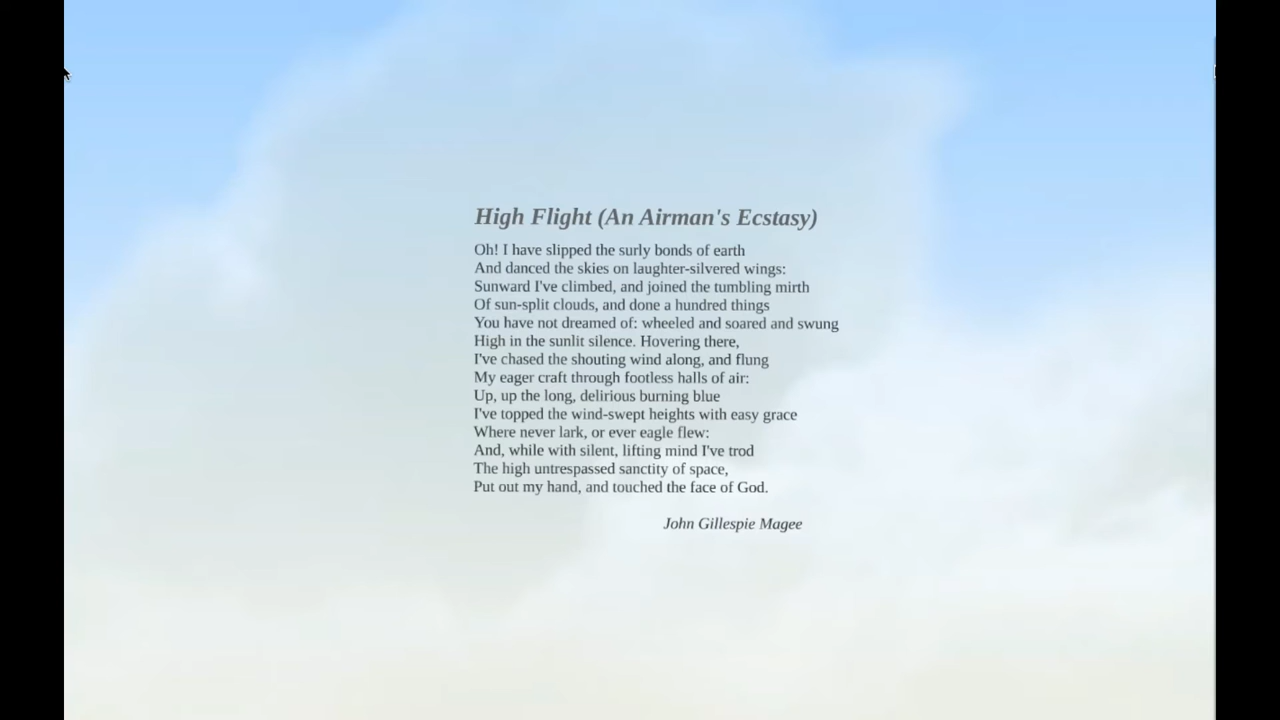 High Flight (An Airman's Ecstasy)
Oh! I have slipped the surly bonds of earth
And danced the skies on laughter-silvered wings:
Sunward I've climbed, and joined the tumbling mirth
Of sun-split clouds, and done a hundred things
You have not dreamed of: wheeled and soared and swung
High in the sunlit silence. Hovering there,
I've chased the shouting wind along, and flung
My eager craft through footless halls of air:
Up, up the long, delirious burning blue
I've topped the wind-swept heights with easy grace
Where never lark, or ever eagle flew:
And, while with silent, lifting mind I've trod
The high untrespassed sanctity of space,
Put out my hand, and touched the face of God.
John Gillespie Magee